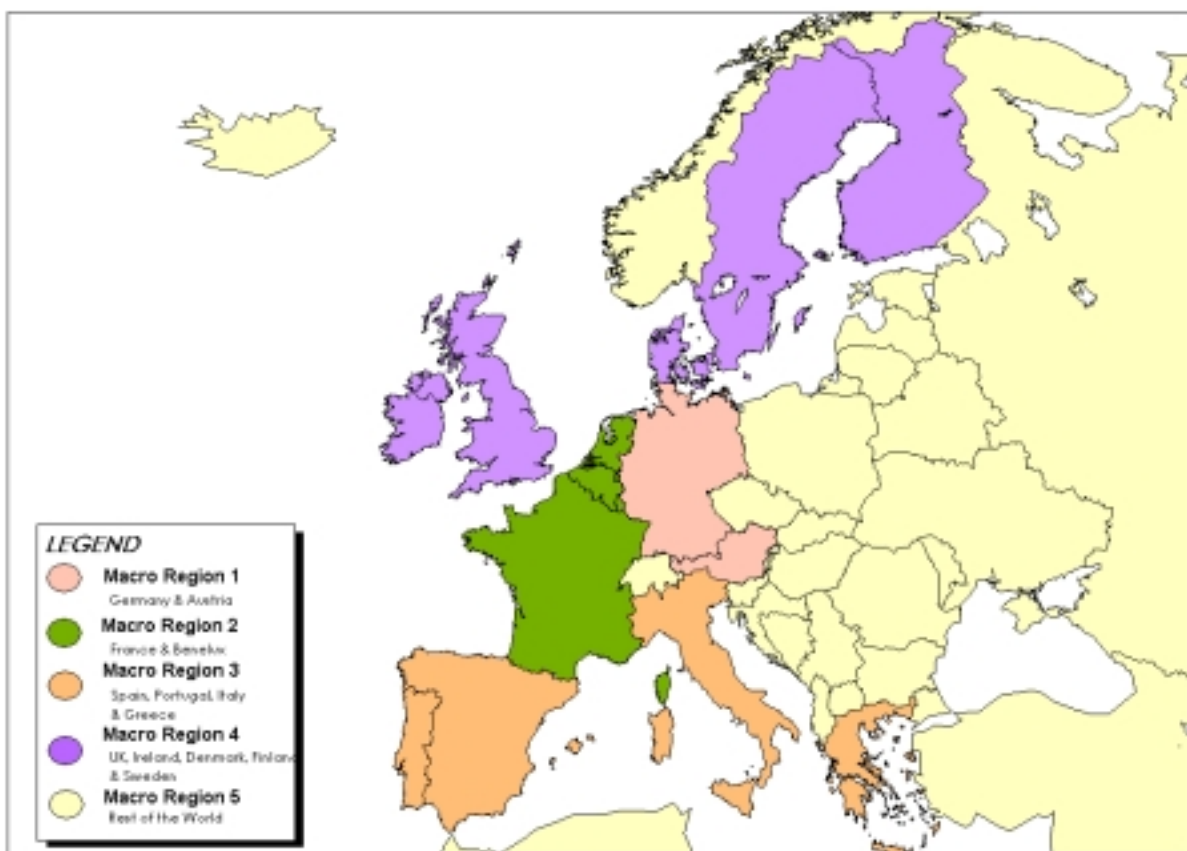 LEGEND
Macro Region 1
Germany & Austria
Macro Region 2
France & Benelux
Macro Region 3
Spain, Portugal, Italy
& Greece
Macro Region 4
UK, Ireland, Denmark, Finland
& Sweden
Macro Region 5
Rest of the World